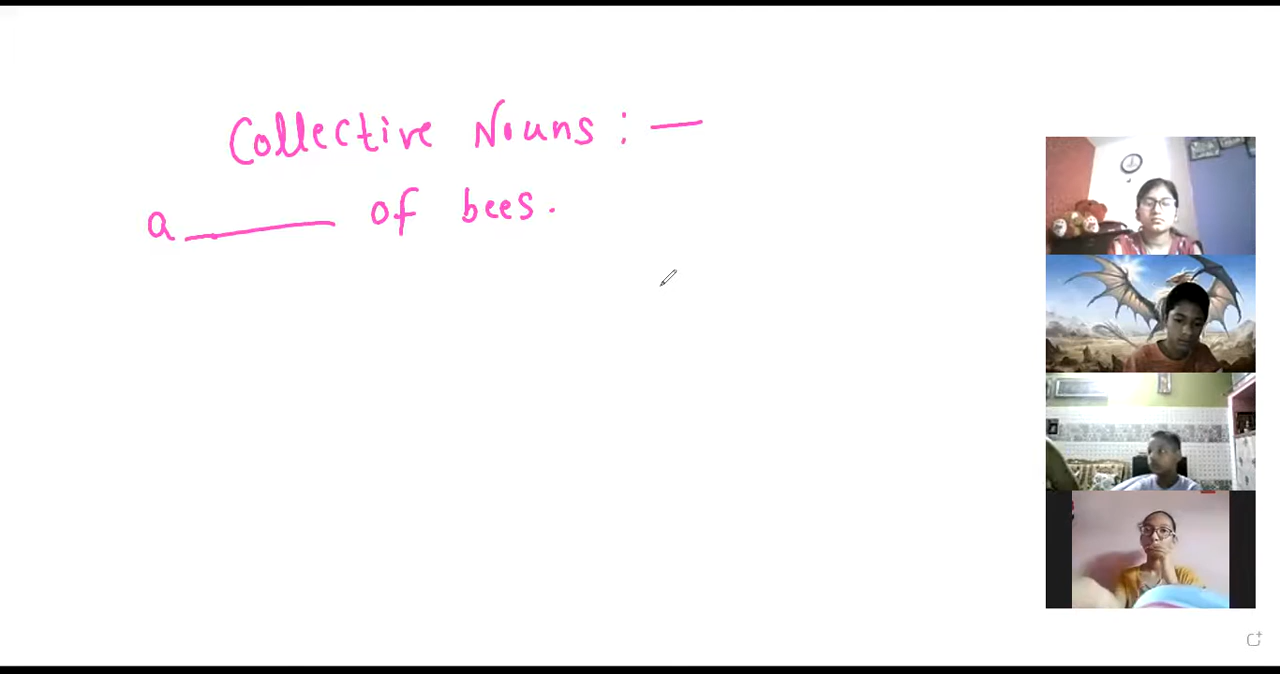 Collective Nouns : —
a ______ of bees.